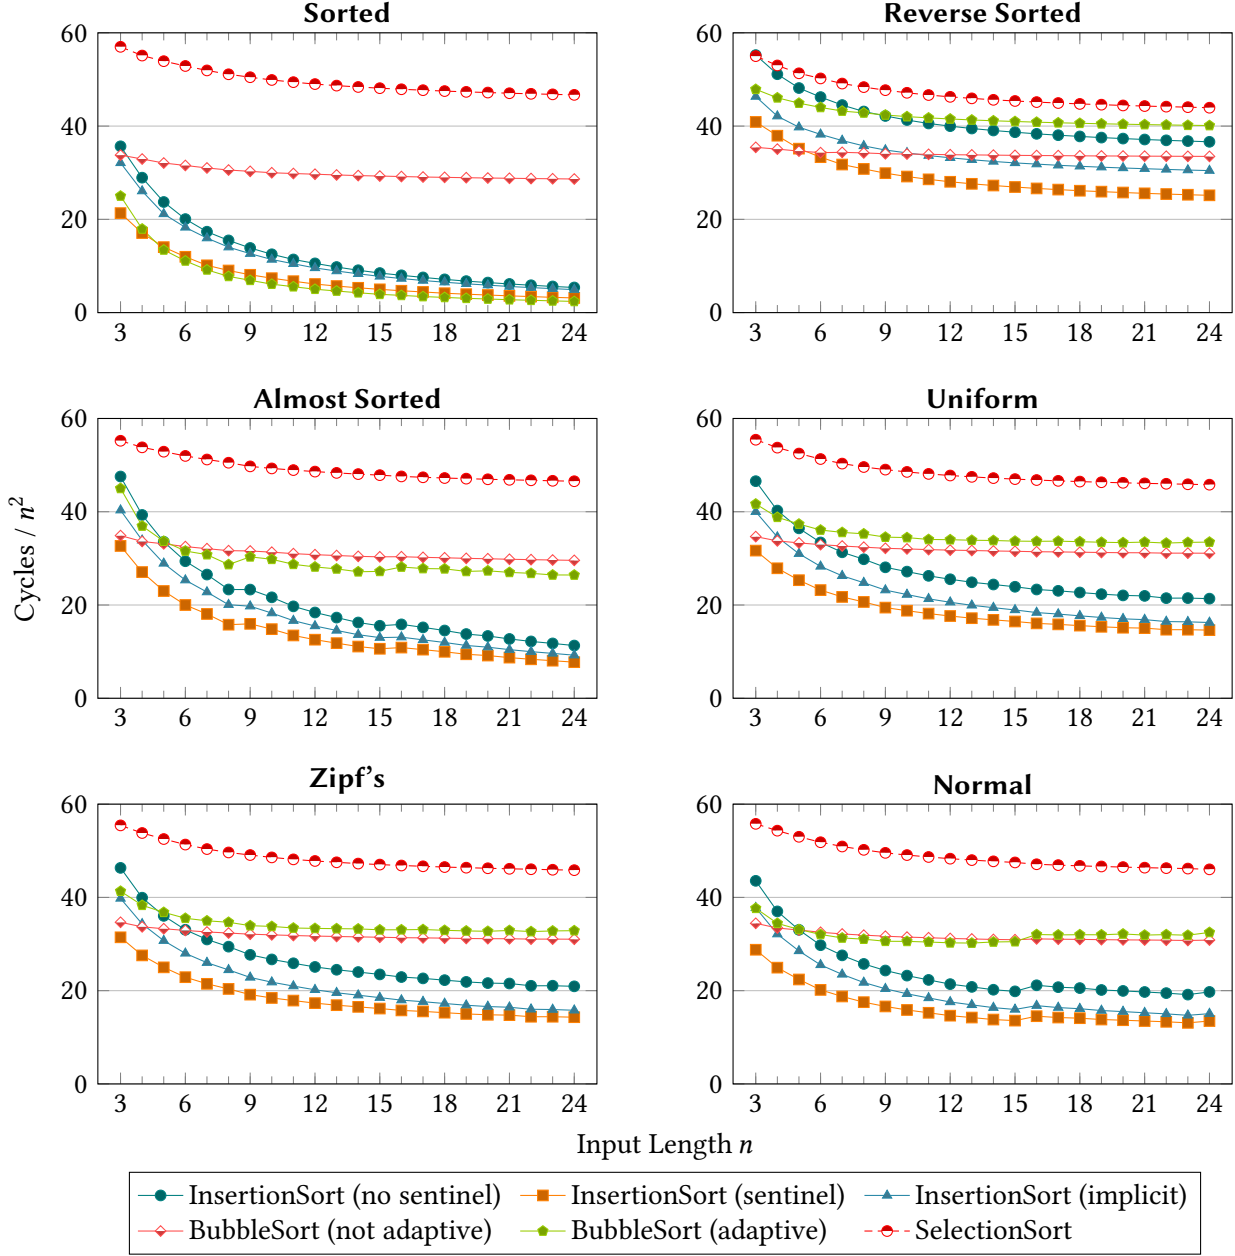 Sorted
Reverse Sorted
60
40
20
0
3 6 9 12 15 18 21 24
60
40
20
0
3 6 9 12 15 18 21 24
Almost Sorted
Uniform
Cycles / n²
60
40
20
0
3 6 9 12 15 18 21 24
60
40
20
0
3 6 9 12 15 18 21 24
Zipf's
Normal
60
40
20
0
3 6 9 12 15 18 21 24
60
40
20
0
3 6 9 12 15 18 21 24
Input Length n
InsertionSort (no sentinel) InsertionSort (sentinel) InsertionSort (implicit)
BubbleSort (not adaptive) BubbleSort (adaptive) SelectionSort